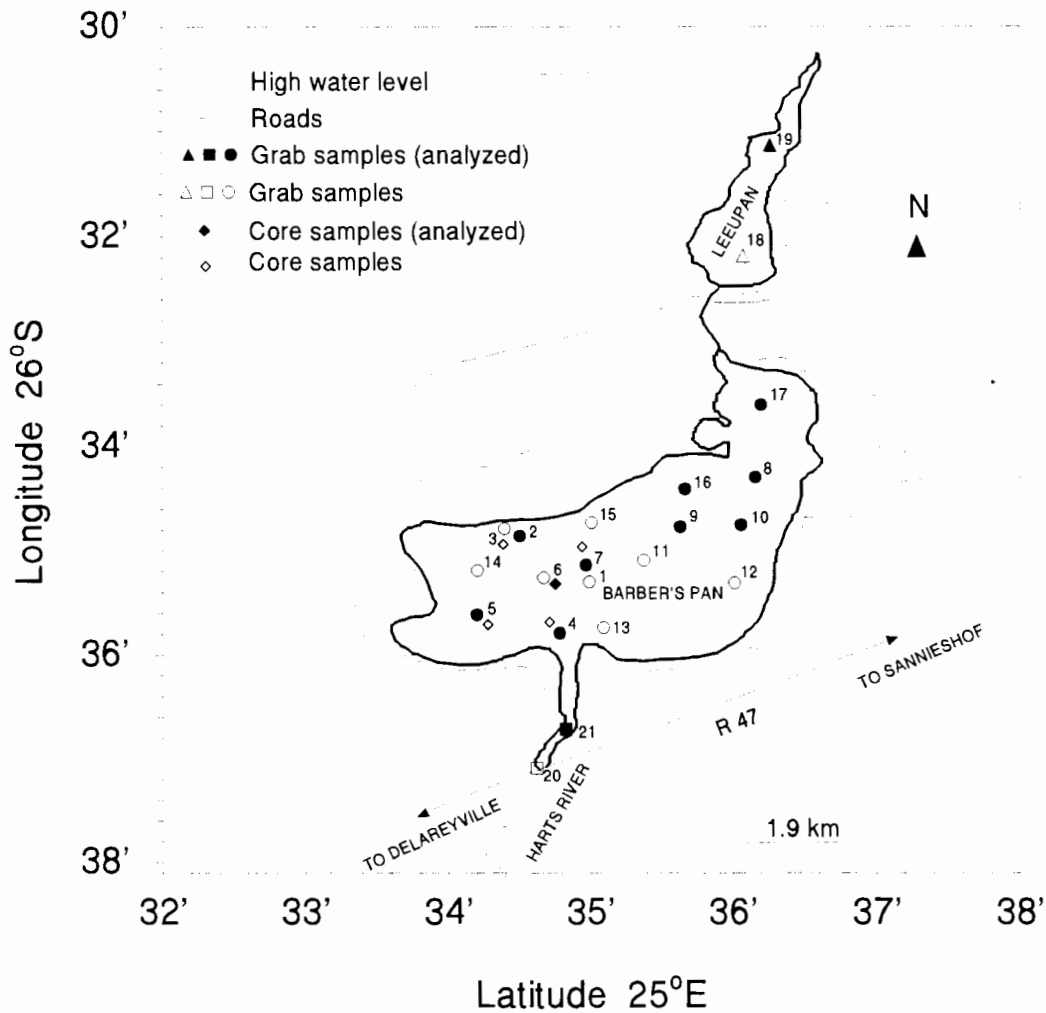 30'
High water level
Roads
Grab samples (analyzed)
Grab samples
Core samples (analyzed)
Core samples
19
LEEUPAN
18
N
32'
17
34'
8
16
15
9
10
3
2
7
11
14
6
1
12
BARBER'S PAN
5
4
13
36'
TO SANNIESHOF
R 47
21
20
TO DELAREYVILLE
HARTS RIVER
1.9 km
38'
32'
33'
34'
35'
36'
37'
38'
Longitude 26°S
Latitude 25°E